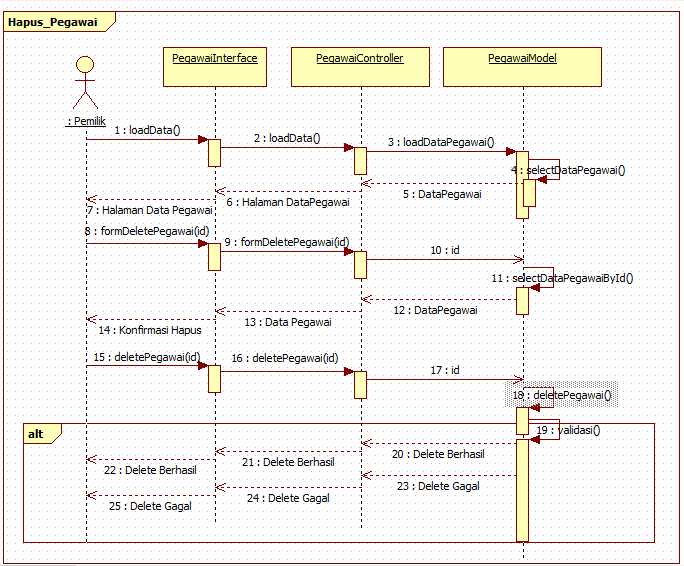 Hapus_Pegawai
PegawaiInterface
PegawaiController
PegawaiModel
: Pemilik
1 : loadData()
2 : loadData()
3 : loadDataPegawai()
4 : selectDataPegawai()
5 : DataPegawai
6 : Halaman DataPegawai
7 : Halaman Data Pegawai
8 : formDeletePegawai(id)
9 : formDeletePegawai(id)
10 : id
11 : selectDataPegawaiById()
12 : DataPegawai
13 : Data Pegawai
14 : Konfirmasi Hapus
15 : deletePegawai(id)
16 : deletePegawai(id)
17 : id
18 : deletePegawai()
alt
19 : validasi()
20 : Delete Berhasil
21 : Delete Berhasil
22 : Delete Berhasil
23 : Delete Gagal
24 : Delete Gagal
25 : Delete Gagal